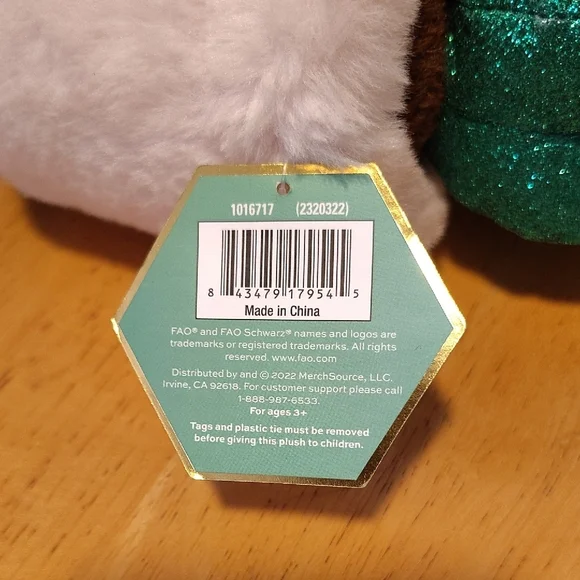 1016717 (2320322)
8 43479 17954 5
Made in China
FAO® and FAO Schwarz® names and logos are
trademarks or registered trademarks. All rights
reserved. www.fao.com
Distributed by and © 2022 MerchSource, LLC.
Irvine, CA 92618. For customer support please call
1-888-987-6533.
For ages 3+
Tags and plastic tie must be removed
before giving this plush to children.